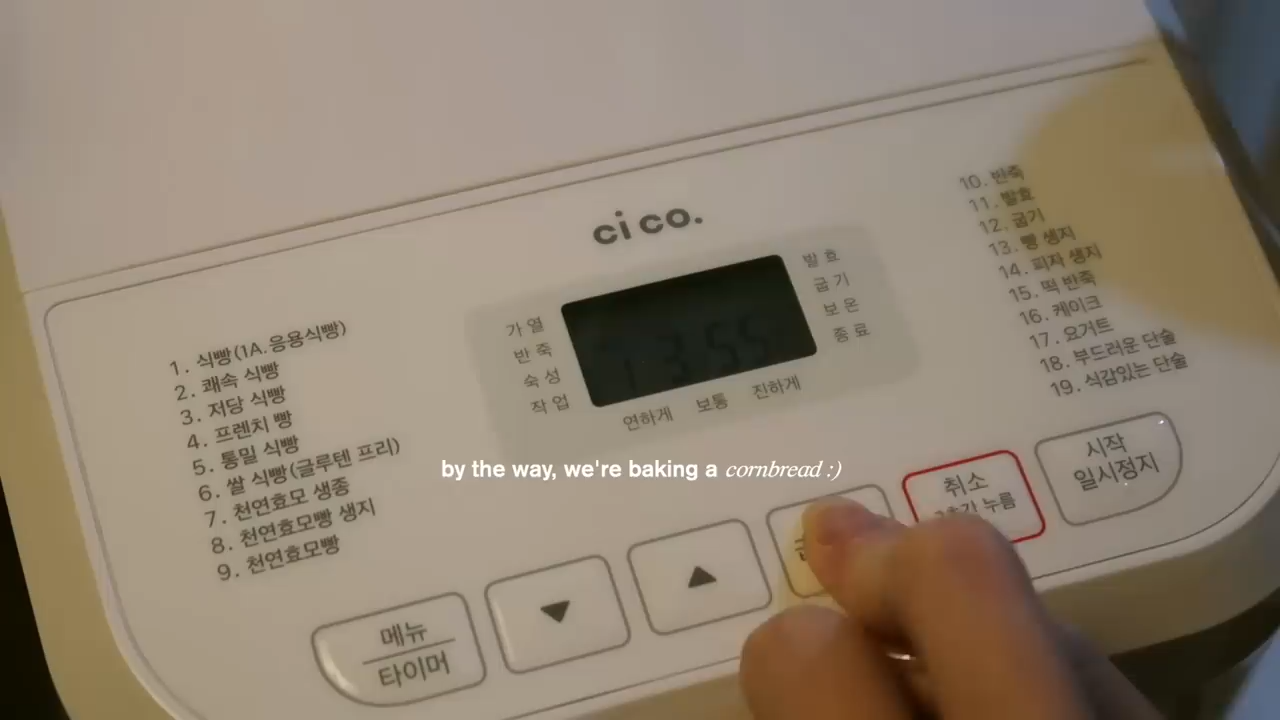 ci co.
1. 식빵(1A.응용식빵)
2. 쾌속 식빵
3. 저당 식빵
4. 프렌치 빵
5. 통밀 식빵
6. 쌀 식빵(글루텐 프리)
7. 천연효모 생종
8. 천연효모빵 생지
9. 천연효모빵
가열
반죽
숙성
작업
발효
굽기
보온
종료
연하게 보통 진하게
10. 반죽
11. 발효
12. 굽기
13. 빵 생지
14. 피자 생지
15. 떡 반죽
16. 케이크
17. 요거트
18. 부드러운 단술
19. 식감있는 단술
by the way, we're baking a cornbread :)
메뉴
타이머
▼
▲
취소
누름
시작
일시정지